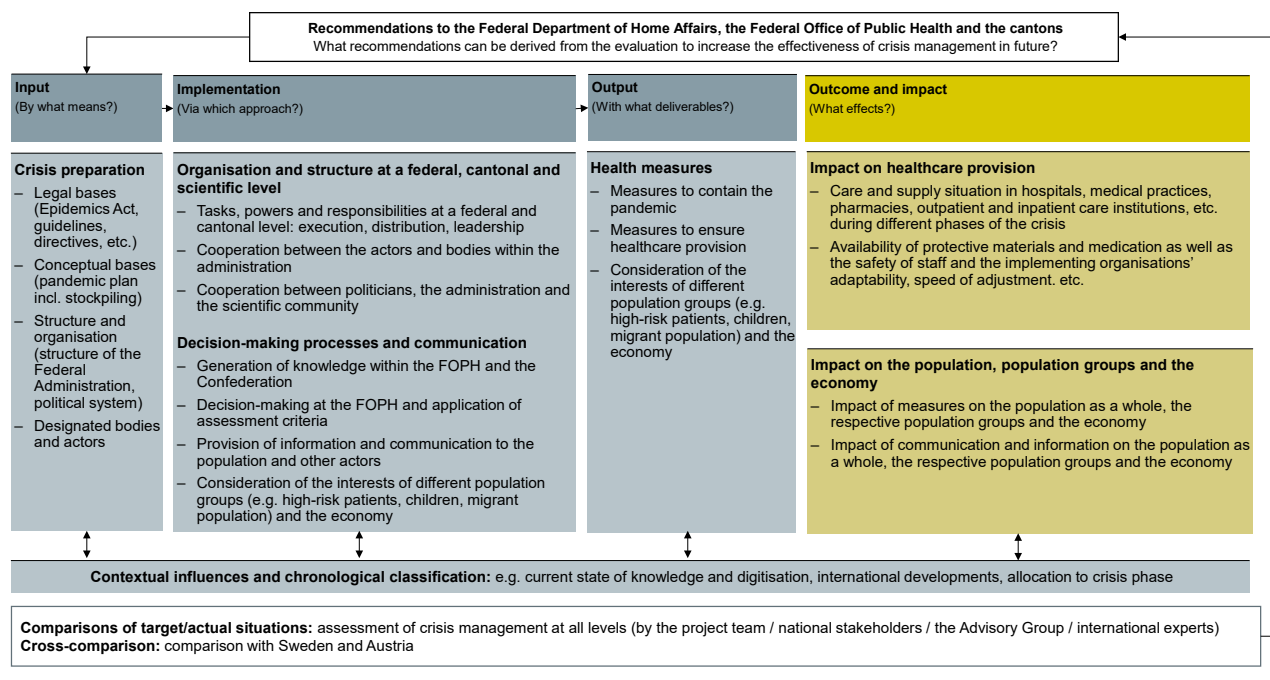 Recommendations to the Federal Department of Home Affairs, the Federal Office of Public Health and the cantons
What recommendations can be derived from the evaluation to increase the effectiveness of crisis management in future?
Input
(By what means?)
Implementation
(Via which approach?)
Output
(With what deliverables?)
Outcome and impact
(What effects?)
Crisis preparation
– Legal bases
(Epidemics Act,
guidelines,
directives, etc.)
– Conceptual bases
(pandemic plan
incl. stockpiling)
– Structure and
organisation
(structure of the
Federal
Administration,
political system)
– Designated bodies
and actors
Organisation and structure at a federal, cantonal and
scientific level
– Tasks, powers and responsibilities at a federal and
cantonal level: execution, distribution, leadership
– Cooperation between the actors and bodies within the
administration
– Cooperation between politicians, the administration and
the scientific community
Decision-making processes and communication
– Generation of knowledge within the FOPH and the
Confederation
– Decision-making at the FOPH and application of
assessment criteria
– Provision of information and communication to the
population and other actors
– Consideration of the interests of different population
groups (e.g. high-risk patients, children, migrant
population) and the economy
Health measures
– Measures to contain the
pandemic
– Measures to ensure
healthcare provision
– Consideration of the
interests of different
population groups (e.g.
high-risk patients, children,
migrant population) and the
economy
Impact on healthcare provision
– Care and supply situation in hospitals, medical practices,
pharmacies, outpatient and inpatient care institutions, etc.
during different phases of the crisis
– Availability of protective materials and medication as well as
the safety of staff and the implementing organisations'
adaptability, speed of adjustment. etc.
Impact on the population, population groups and the
economy
– Impact of measures on the population as a whole, the
respective population groups and the economy
– Impact of communication and information on the population as
a whole, the respective population groups and the economy
Contextual influences and chronological classification: e.g. current state of knowledge and digitisation, international developments, allocation to crisis phase
Comparisons of target/actual situations: assessment of crisis management at all levels (by the project team / national stakeholders / the Advisory Group / international experts)
Cross-comparison: comparison with Sweden and Austria